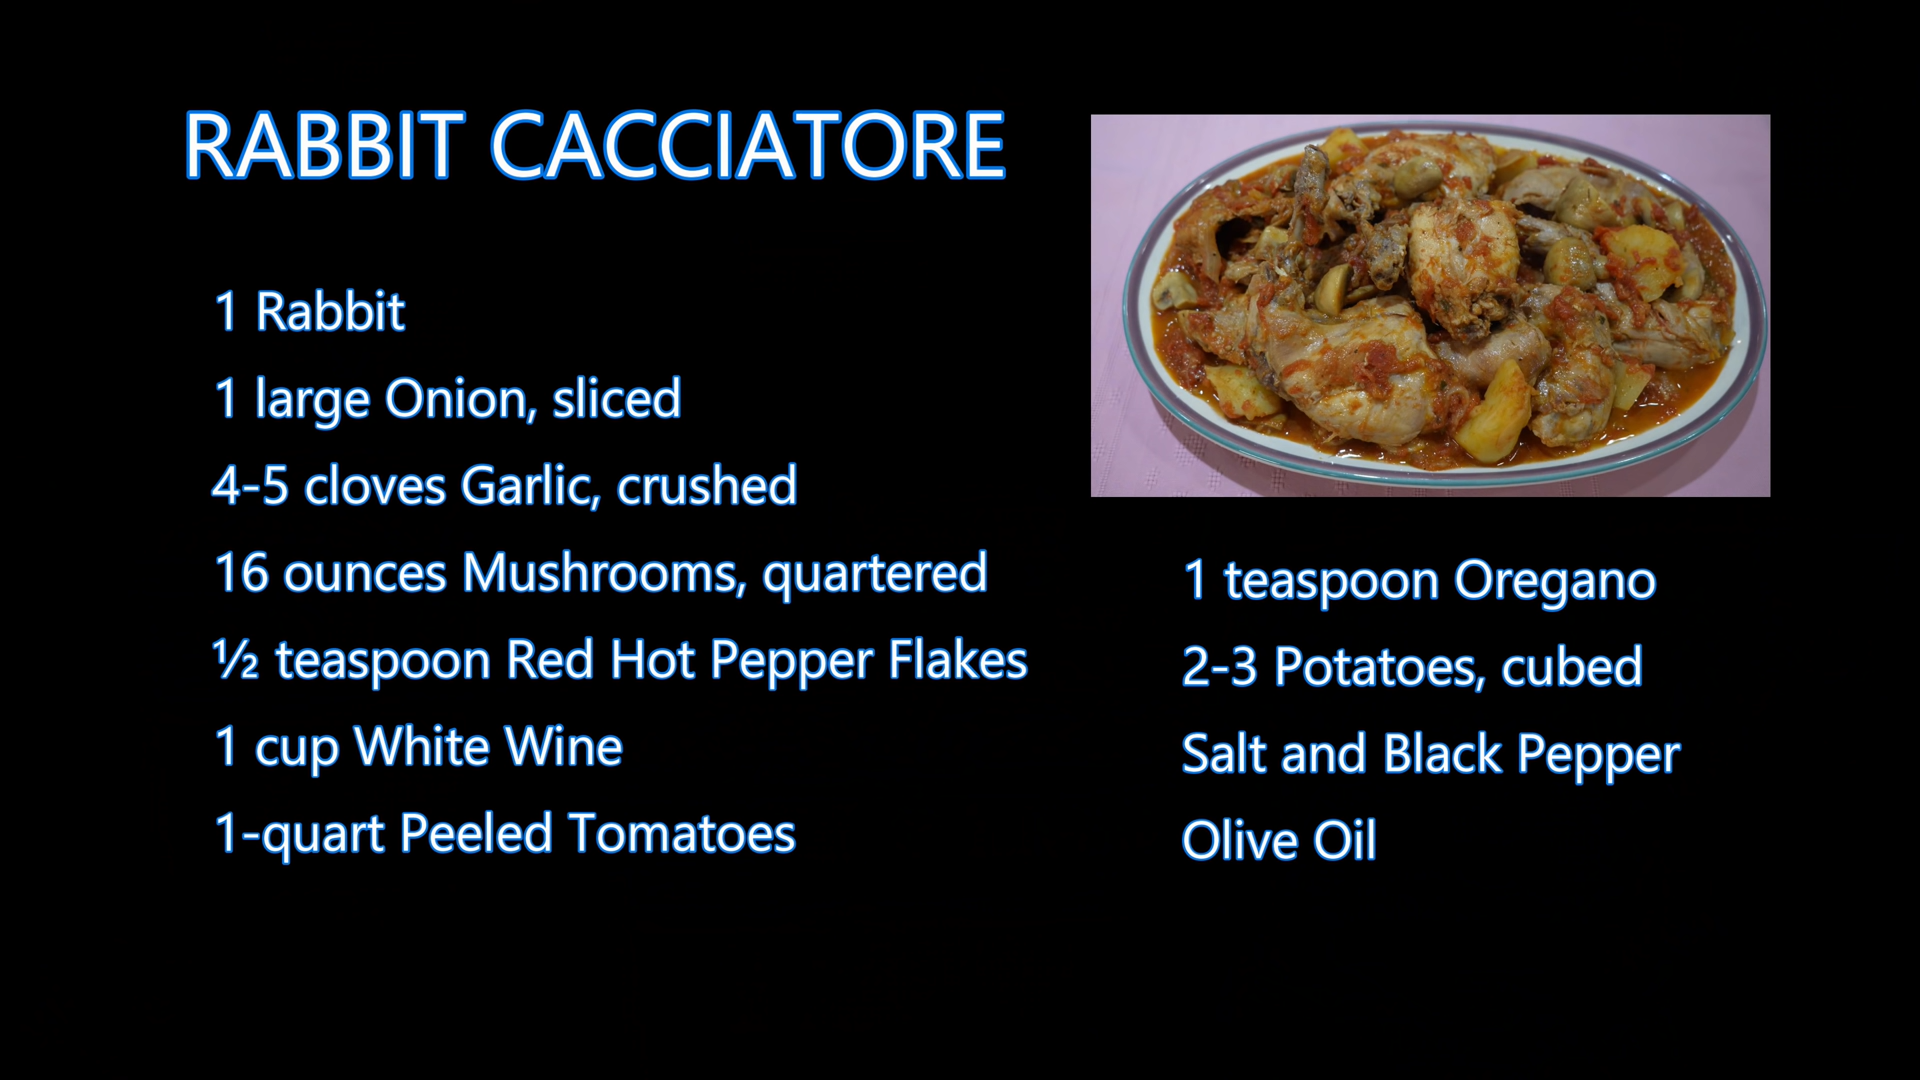 RABBIT CACCIATORE
1 Rabbit
1 large Onion, sliced
4-5 cloves Garlic, crushed
16 ounces Mushrooms, quartered
½ teaspoon Red Hot Pepper Flakes
1 cup White Wine
1-quart Peeled Tomatoes
1 teaspoon Oregano
2-3 Potatoes, cubed
Salt and Black Pepper
Olive Oil